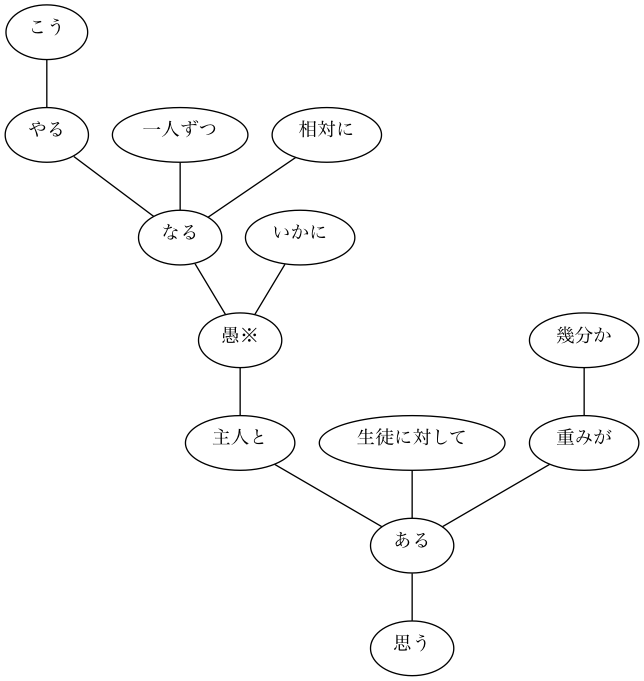 こう
やる
一人ずつ
相対に
なる
いかに
愚※
幾分か
主人と
生徒に対して
重みが
ある
思う